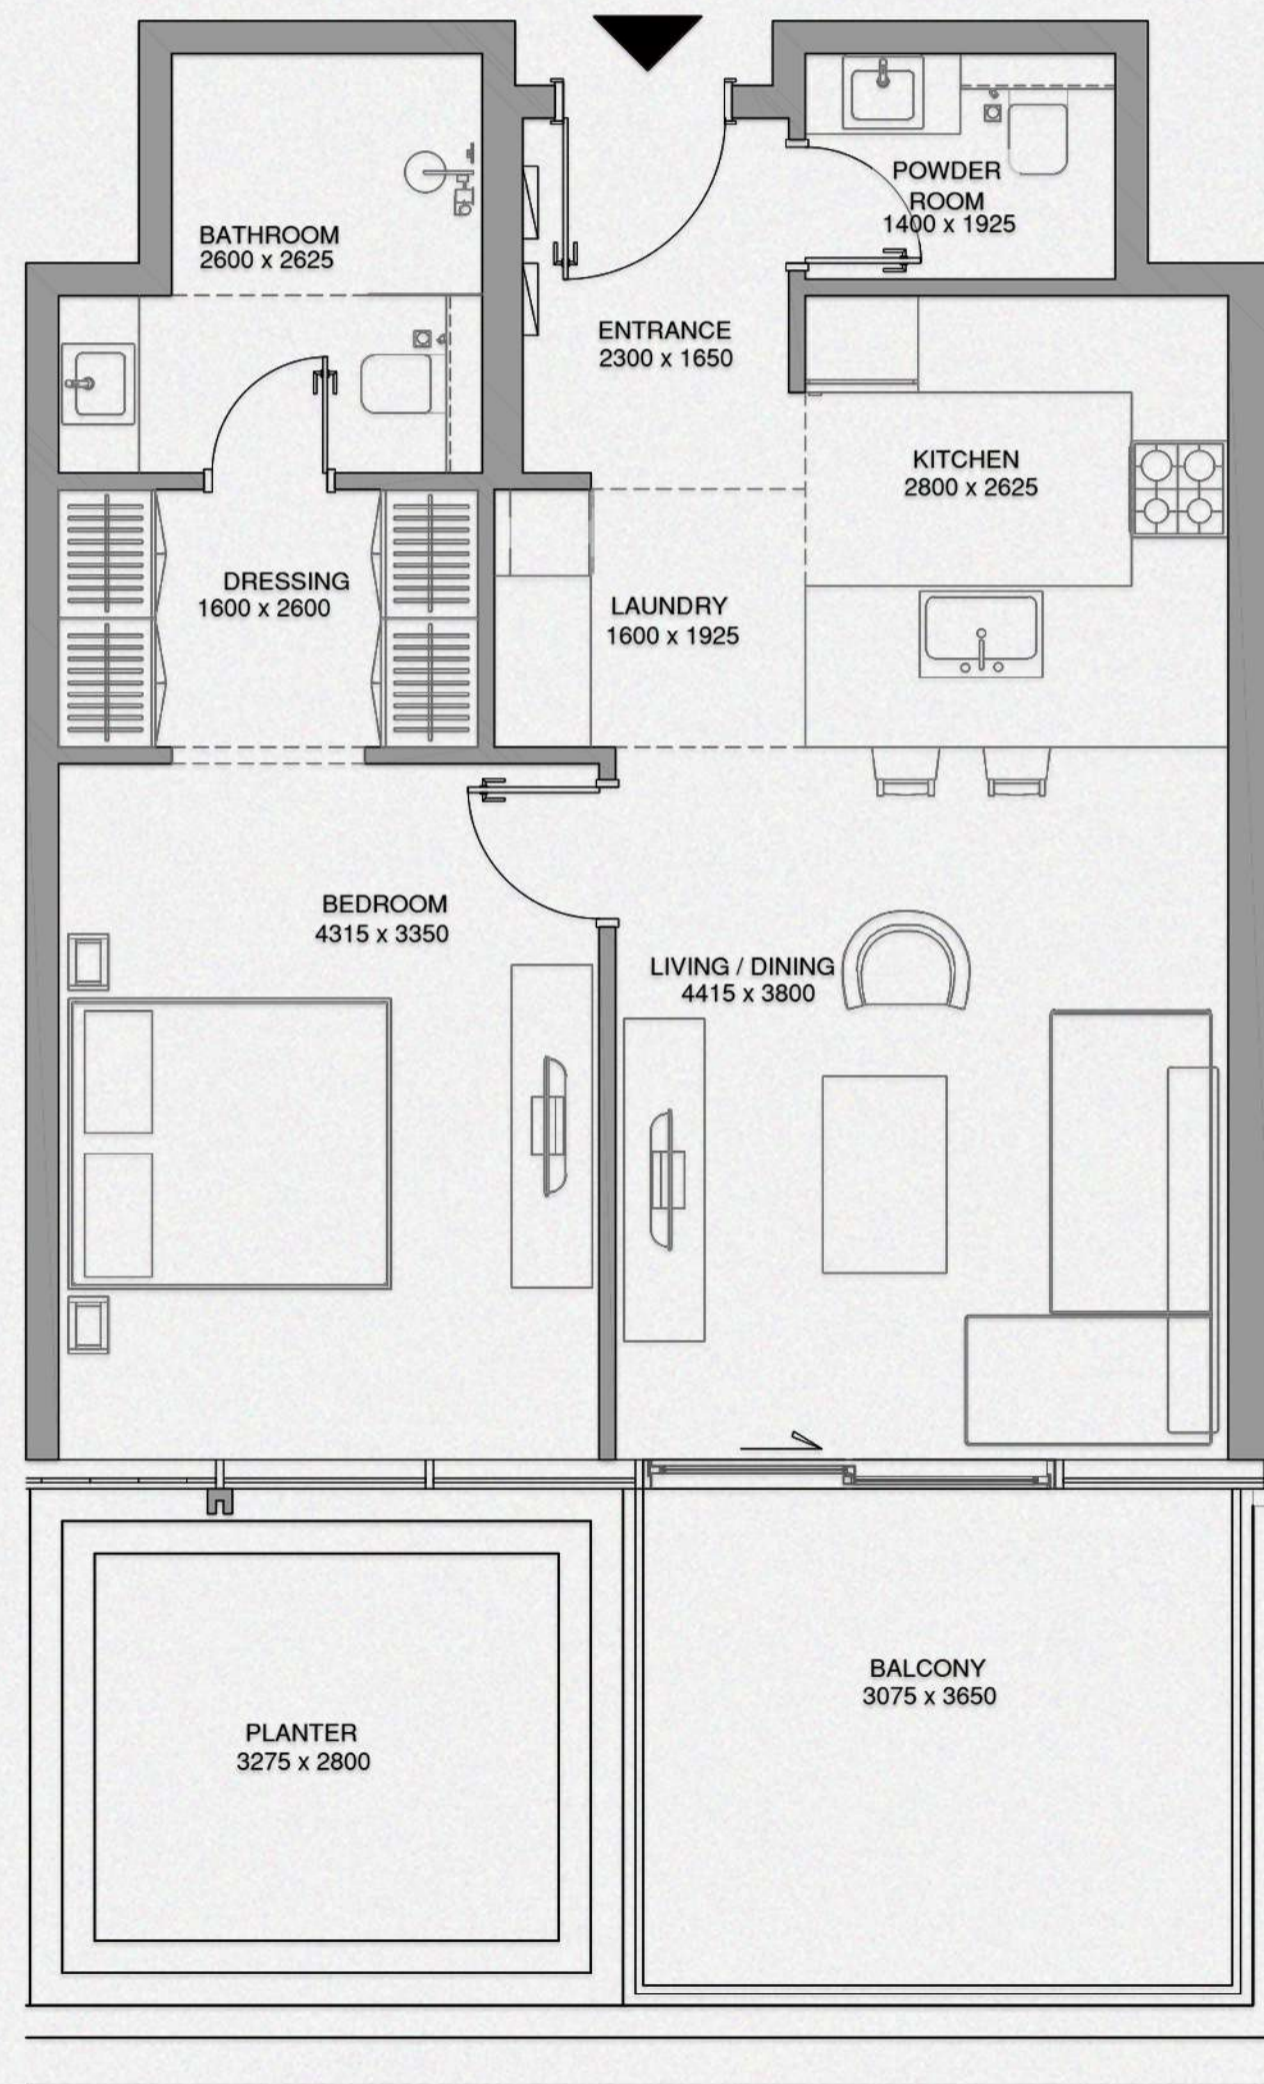 POWDER
ROOM
1400 x 1925
BATHROOM
2600 x 2625
ENTRANCE
2300 x 1650
KITCHEN
2800 x 2625
DRESSING
1600 x 2600
LAUNDRY
1600 x 1925
BEDROOM
4315 x 3350
LIVING / DINING
4415 x 3800
BALCONY
3075 x 3650
PLANTER
3275 x 2800